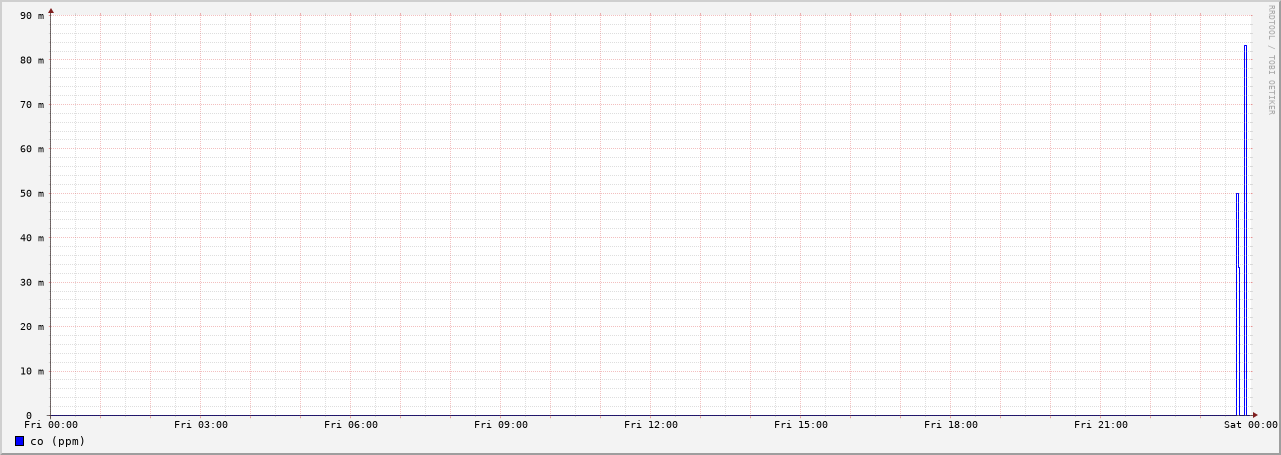 90 m
80 m
70 m
60 m
50 m
40 m
30 m
20 m
10 m
0
Fri 00:00 Fri 03:00 Fri 06:00 Fri 09:00 Fri 12:00 Fri 15:00 Fri 18:00 Fri 21:00 Sat 00:00
co (ppm)
RRDTOOL / TOBI OETIKER